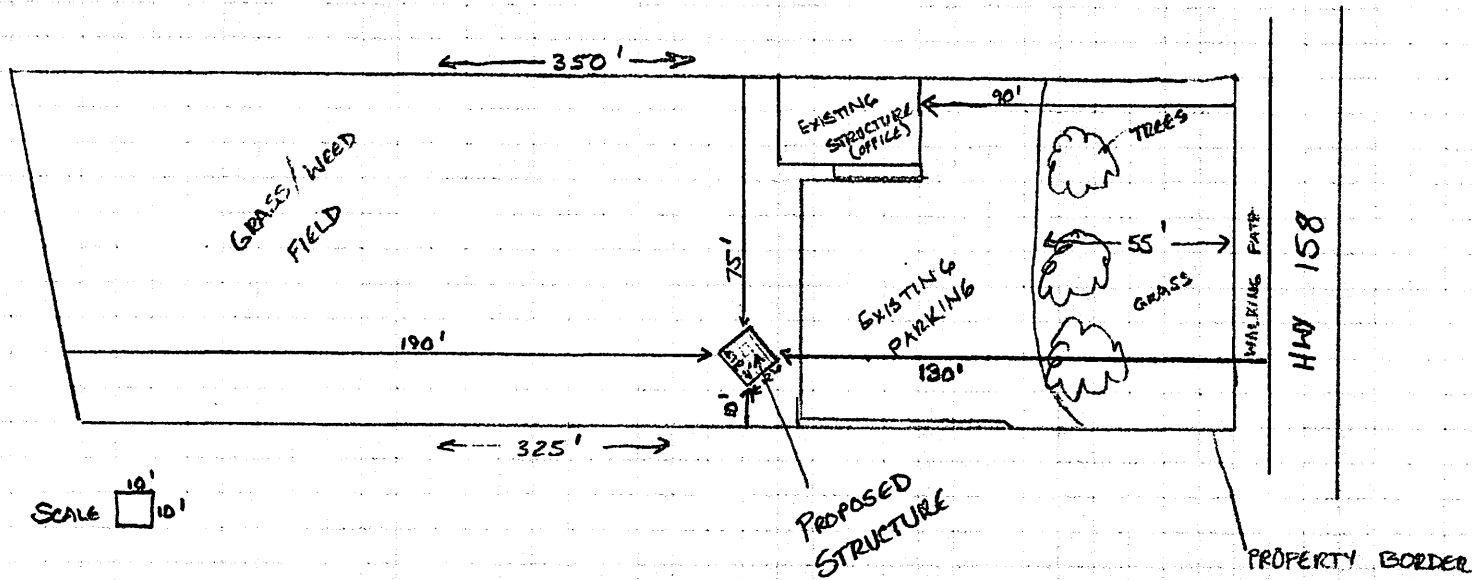 350'
EXISTING
STRUCTURE
(OFFICE)
90'
TREES
GRASS/WEED
FIELD
75'
55'
GRASS
WALKING PATH
HWY 158
EXISTING
PARKING
190'
130'
10'
325'
SCALE
10'
10'
PROPOSED
STRUCTURE
PROPERTY BORDER